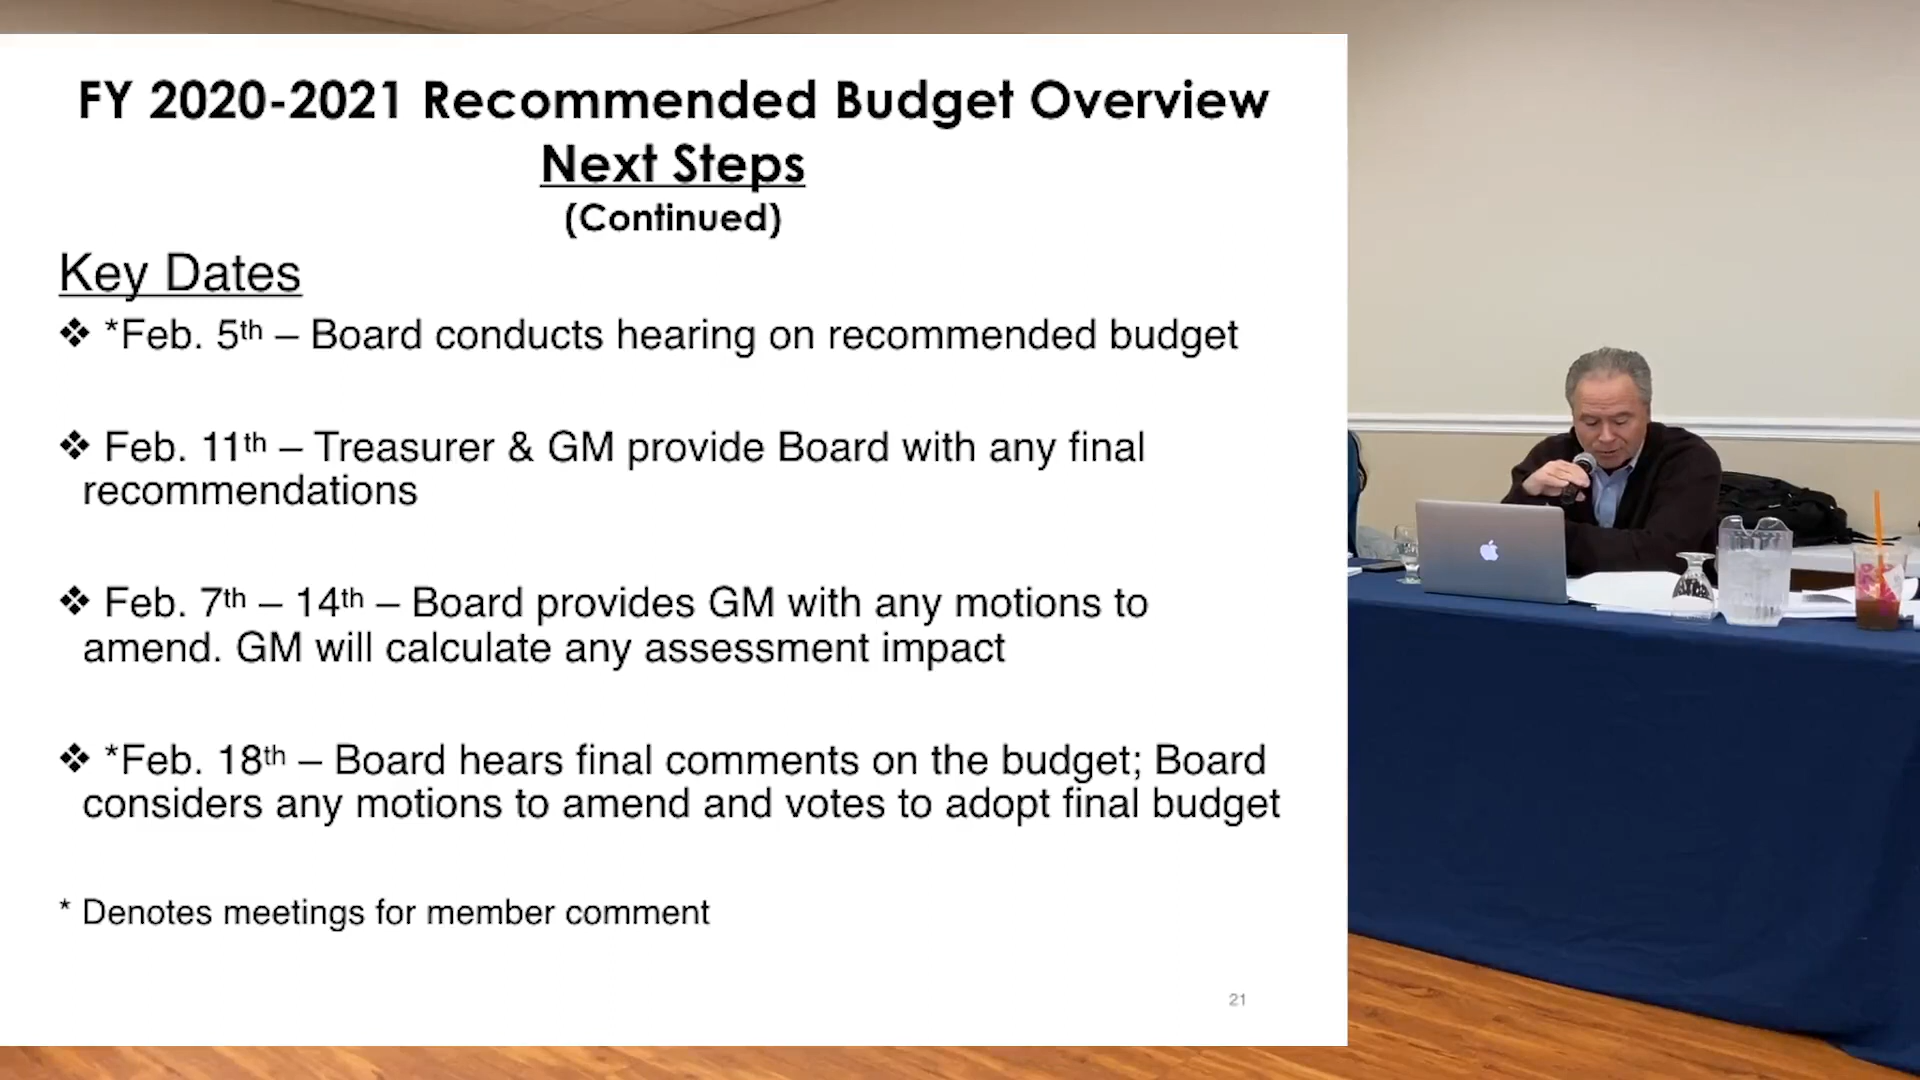 FY 2020-2021 Recommended Budget Overview
Next Steps
(Continued)
Key Dates
❖ *Feb. 5th – Board conducts hearing on recommended budget
❖ Feb. 11th – Treasurer & GM provide Board with any final
recommendations
❖ Feb. 7th – 14th – Board provides GM with any motions to
amend. GM will calculate any assessment impact
❖ *Feb. 18th – Board hears final comments on the budget; Board
considers any motions to amend and votes to adopt final budget
* Denotes meetings for member comment
21